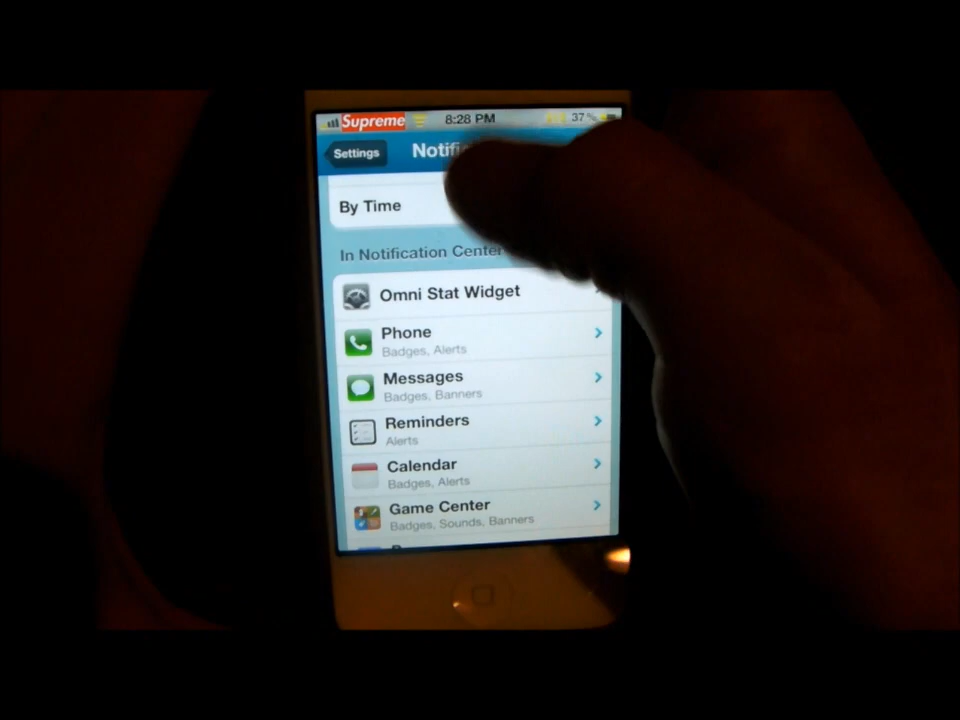 Supreme 8:28 PM 37%
Settings
By Time
In Notification Center
Omni Stat Widget
Phone
Badges, Alerts
Messages
Badges, Banners
Reminders
Alerts
Calendar
Badges, Alerts
Game Center
Badges, Sounds, Banners